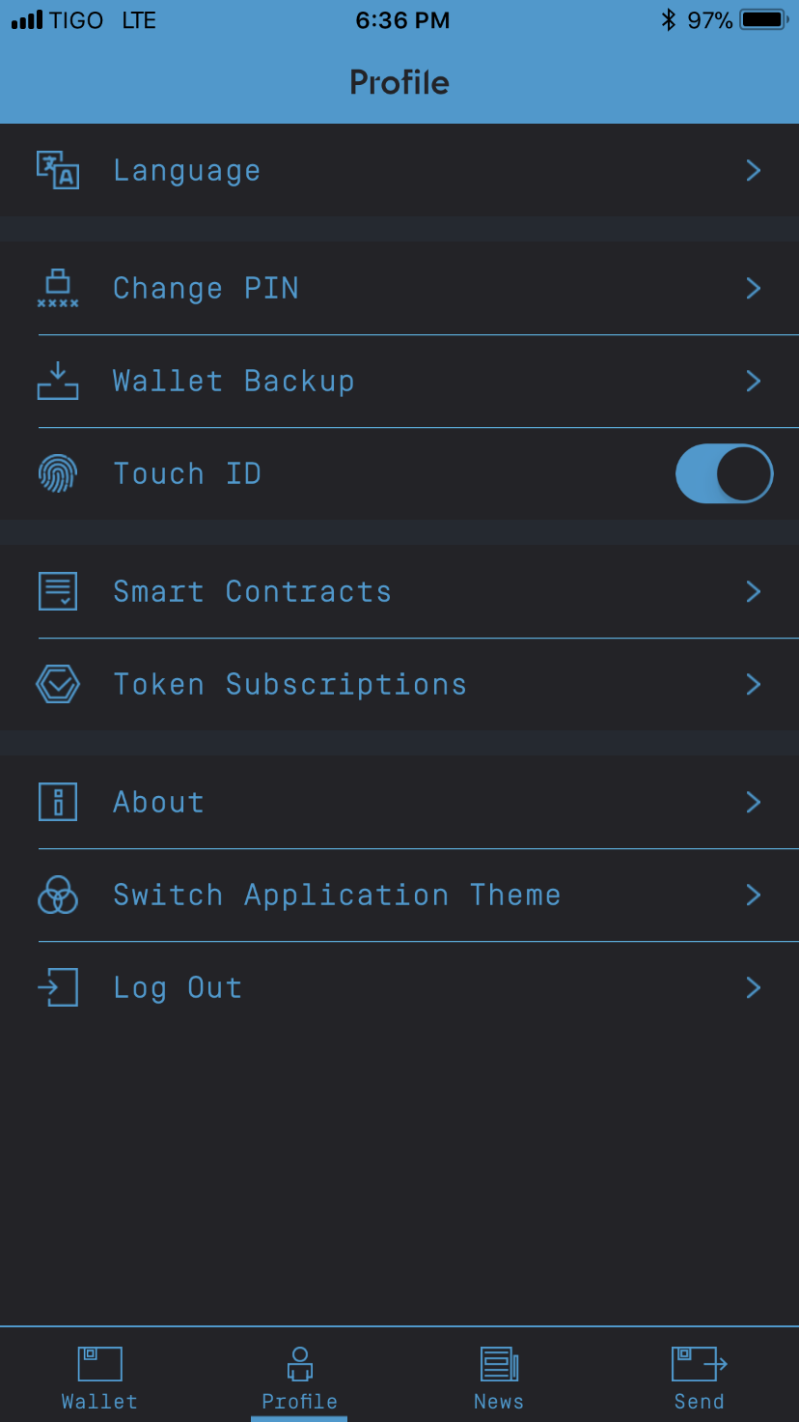 TIGO LTE 6:36 PM 97%
Profile
Language
Change PIN
Wallet Backup
Touch ID
Smart Contracts
Token Subscriptions
About
Switch Application Theme
Log Out
Wallet Profile News Send